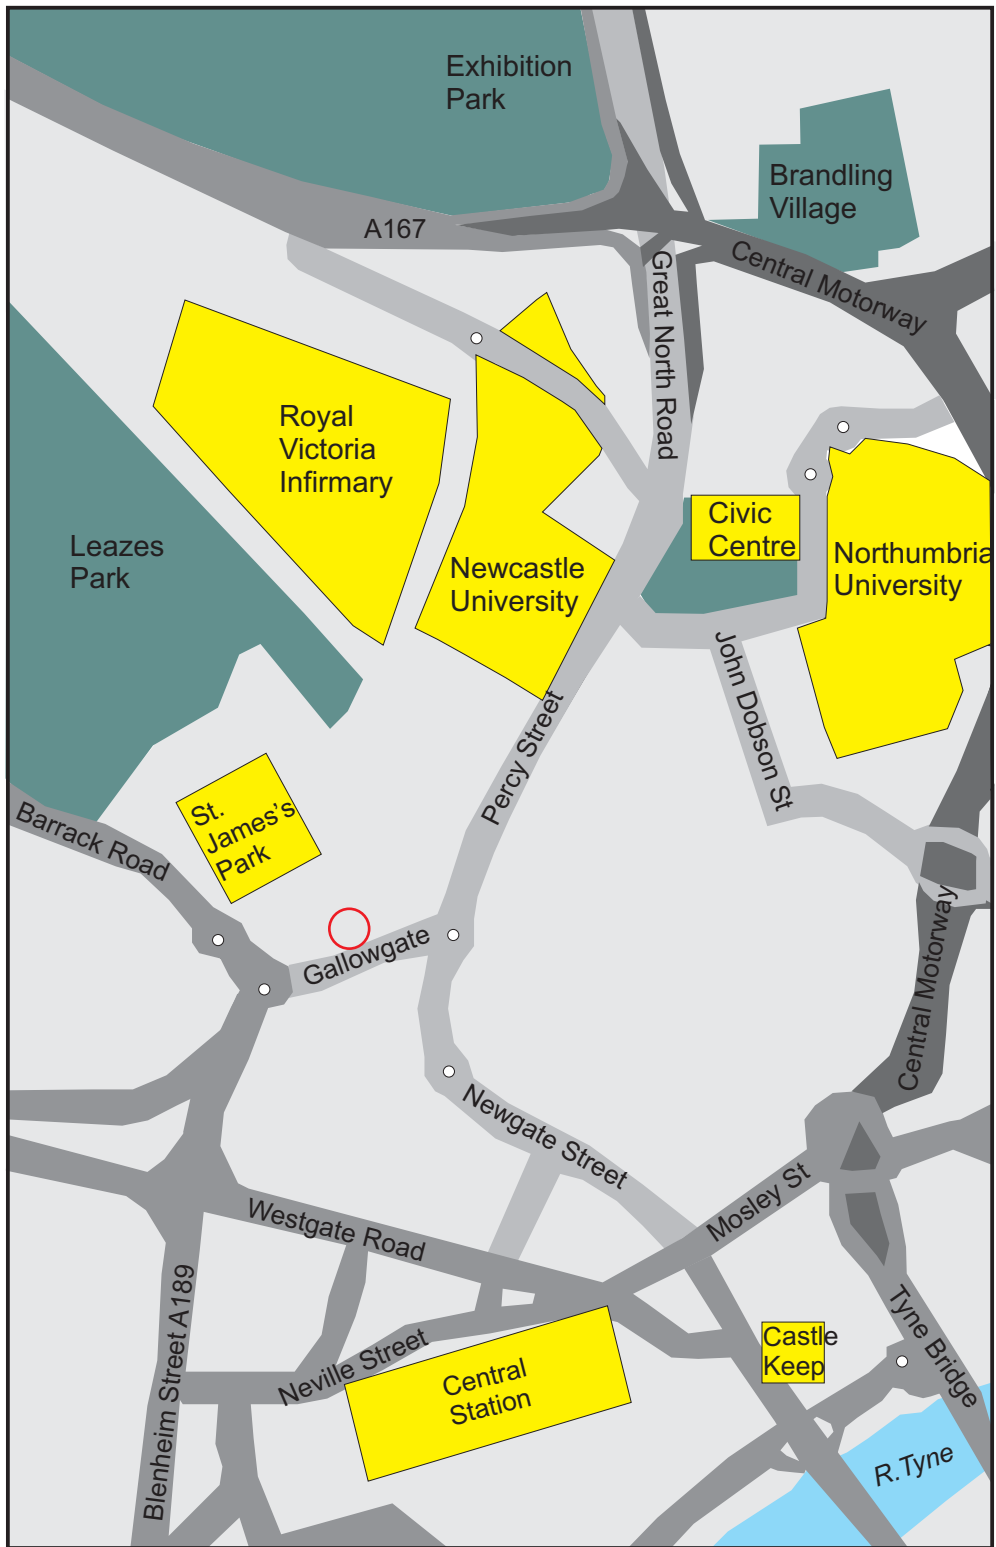 Exhibition
Park
Brandling
Village
A167
Central Motorway
Great North Road
Royal
Victoria
Infirmary
Civic
Centre
Leazes
Park
Newcastle
University
Northumbria
University
John Dobson St
Percy Street
St.
James's
Park
Barrack Road
Gallowgate
Central Motorway
Newgate Street
Mosley St
Westgate Road
Blenheim Street A189
Neville Street
Central
Station
Castle
Keep
Tyne Bridge
R.Tyne